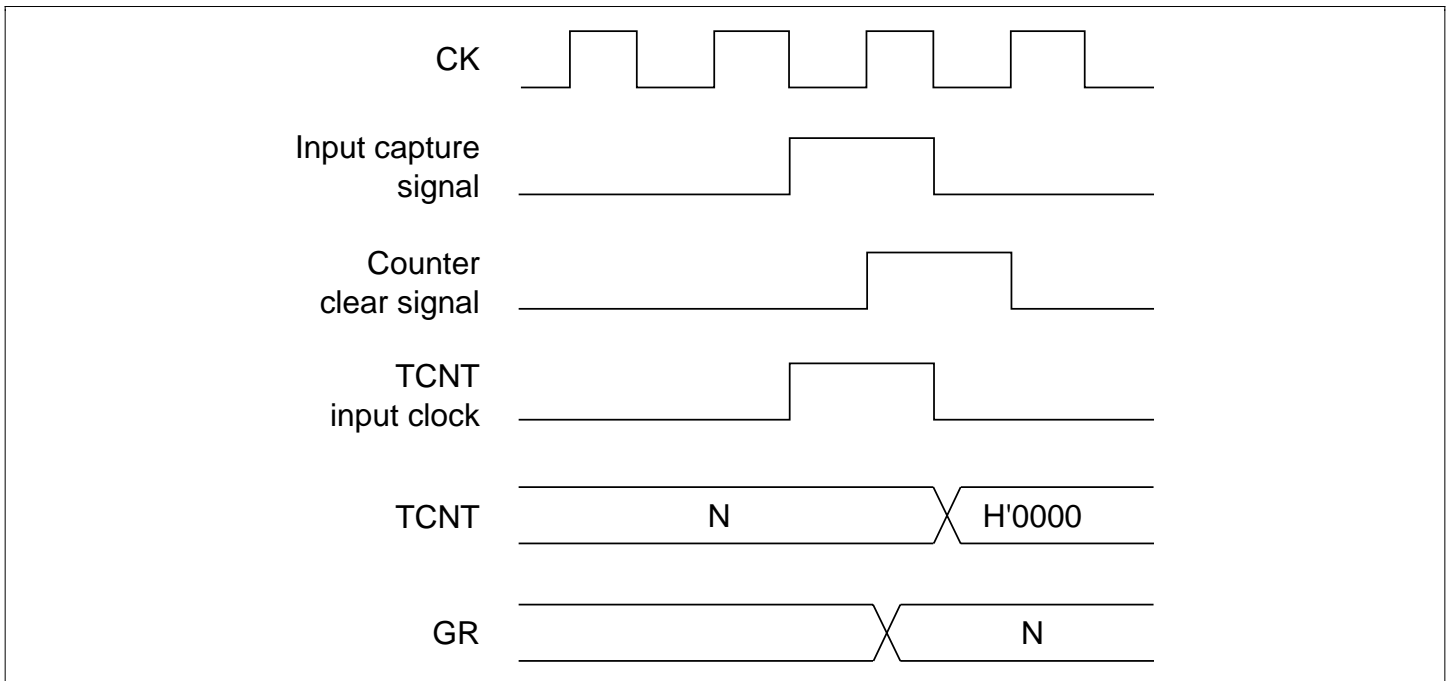 CK
Input capture
signal
Counter
clear signal
TCNT
input clock
TCNT
N
H'0000
GR
N